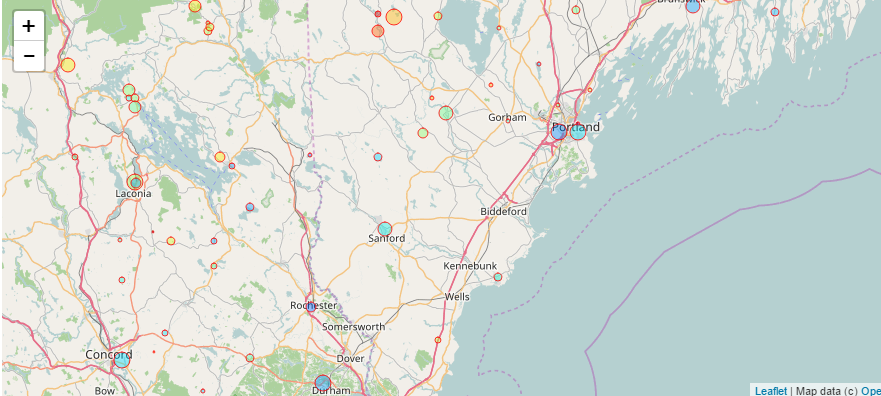 +
Brunswick
−
Gorham
Portland
Laconia
Biddeford
Sanford
Kennebunk
Wells
Rochester
Somersworth
Concord
Dover
Bow
Durham
Leaflet | Map data (c) Ope